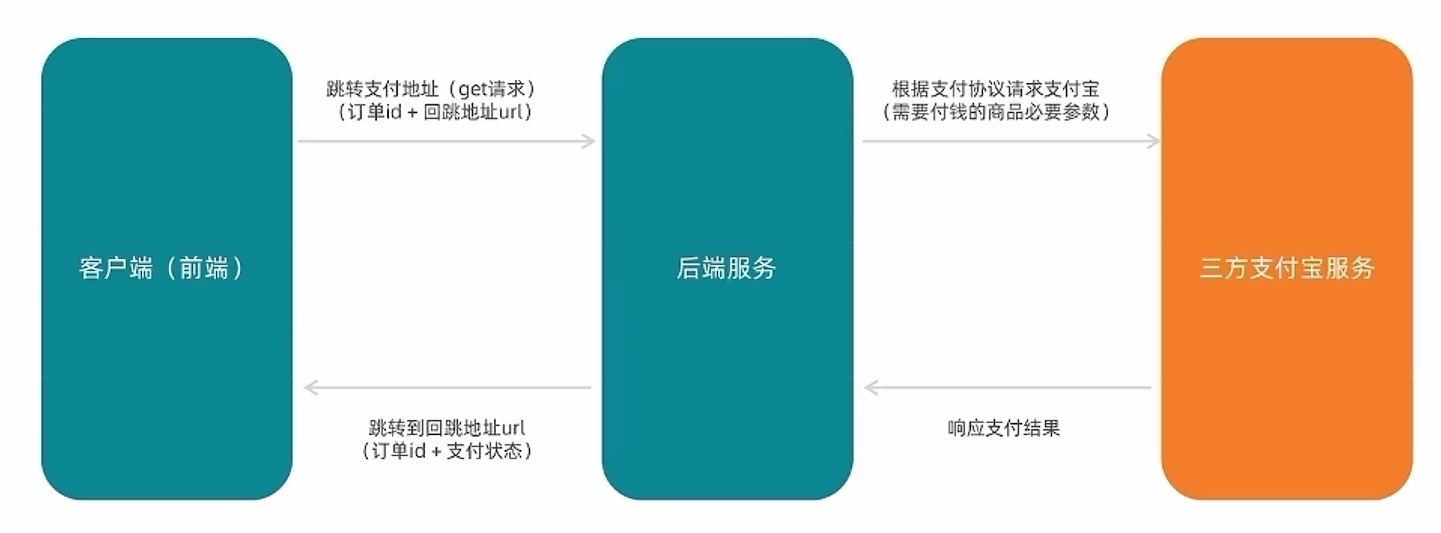 跳转支付地址（get请求）
（订单id + 回跳地址url）
根据支付协议请求支付宝
（需要付钱的商品必要参数）
客户端（前端）
后端服务
三方支付宝服务
跳转到回跳地址url
（订单id + 支付状态）
响应支付结果